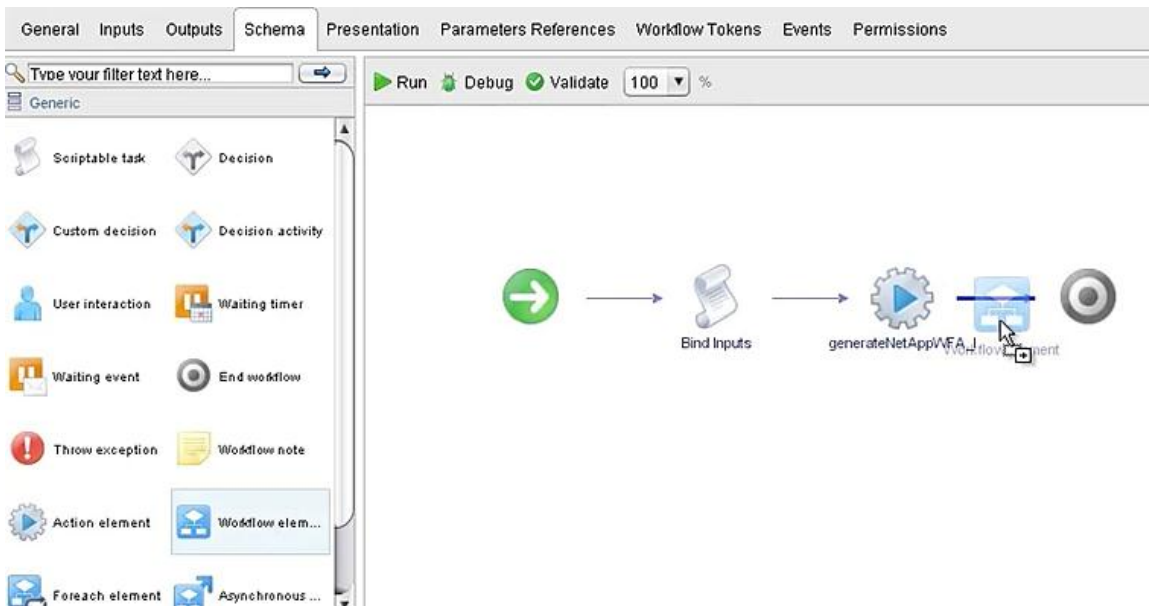 General Inputs Outputs Schema Presentation Parameters References Workflow Tokens Events Permissions
Type your filter text here...
Run Debug Validate 100 %
Generic
Scriptable task Decision
Custom decision Decision activity
User interaction Waiting timer
Bind Inputs generateNetAppWFA_I
Waiting event End workflow
Throw exception Workflow note
Action element Workflow elem...
Foreach element Asynchronous ...